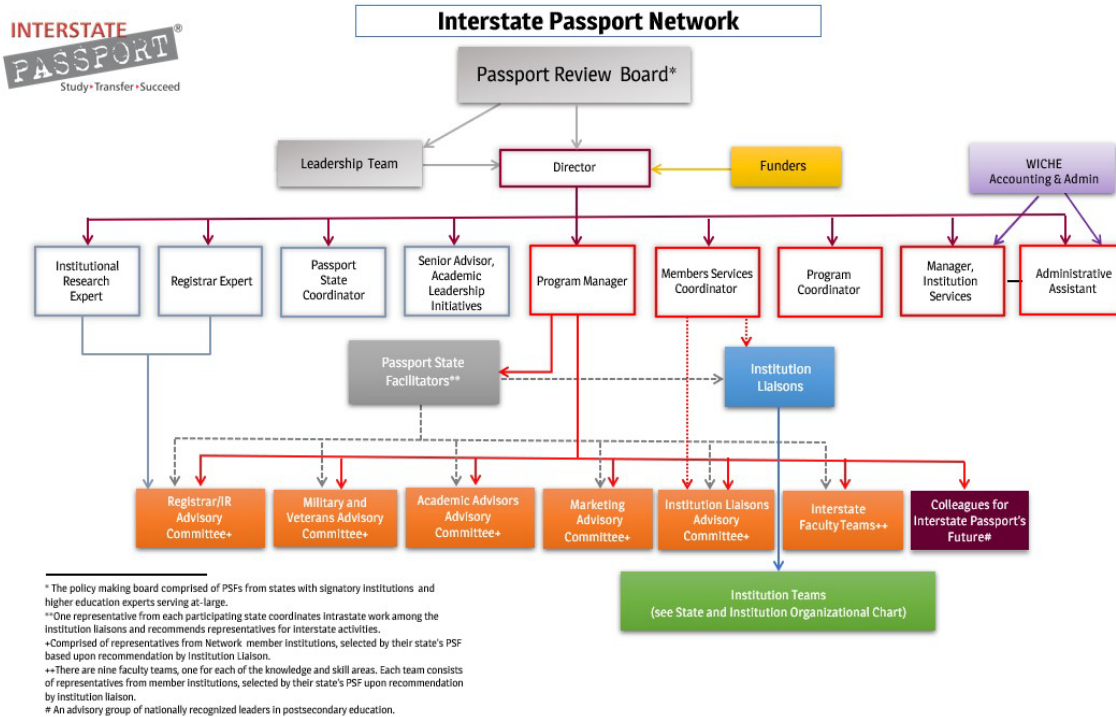 Interstate Passport Network
INTERSTATE
PASSPORT®
Study▸Transfer▸Succeed
Passport Review Board*
Leadership Team
Director
Funders
WICHE
Accounting & Admin
Institutional
Research
Expert
Registrar Expert
Passport
State
Coordinator
Senior Advisor,
Academic
Leadership
Initiatives
Program Manager
Members Services
Coordinator
Program
Coordinator
Manager,
Institution
Services
Administrative
Assistant
Passport State
Facilitators**
Institution
Liaisons
Registrar/IR
Advisory
Committee+
Military and
Veterans Advisory
Committee+
Academic Advisors
Advisory
Committee+
Marketing
Advisory
Committee+
Institution Liaisons
Advisory
Committee+
Interstate
Faculty Teams++
Colleagues for
Interstate Passport's
Future#
Institution Teams
(see State and Institution Organizational Chart)
* The policy making board comprised of PSFs from states with signatory institutions and
higher education experts serving at-large.
**One representative from each participating state coordinates intrastate work among the
institution liaisons and recommends representatives for interstate activities.
+Comprised of representatives from Network member institutions, selected by their state's PSF
based upon recommendation by Institution Liaison.
++There are nine faculty teams, one for each of the knowledge and skill areas. Each team consists
of representatives from member institutions, selected by their state's PSF upon recommendation
by institution liaison.
# An advisory group of nationally recognized leaders in postsecondary education.